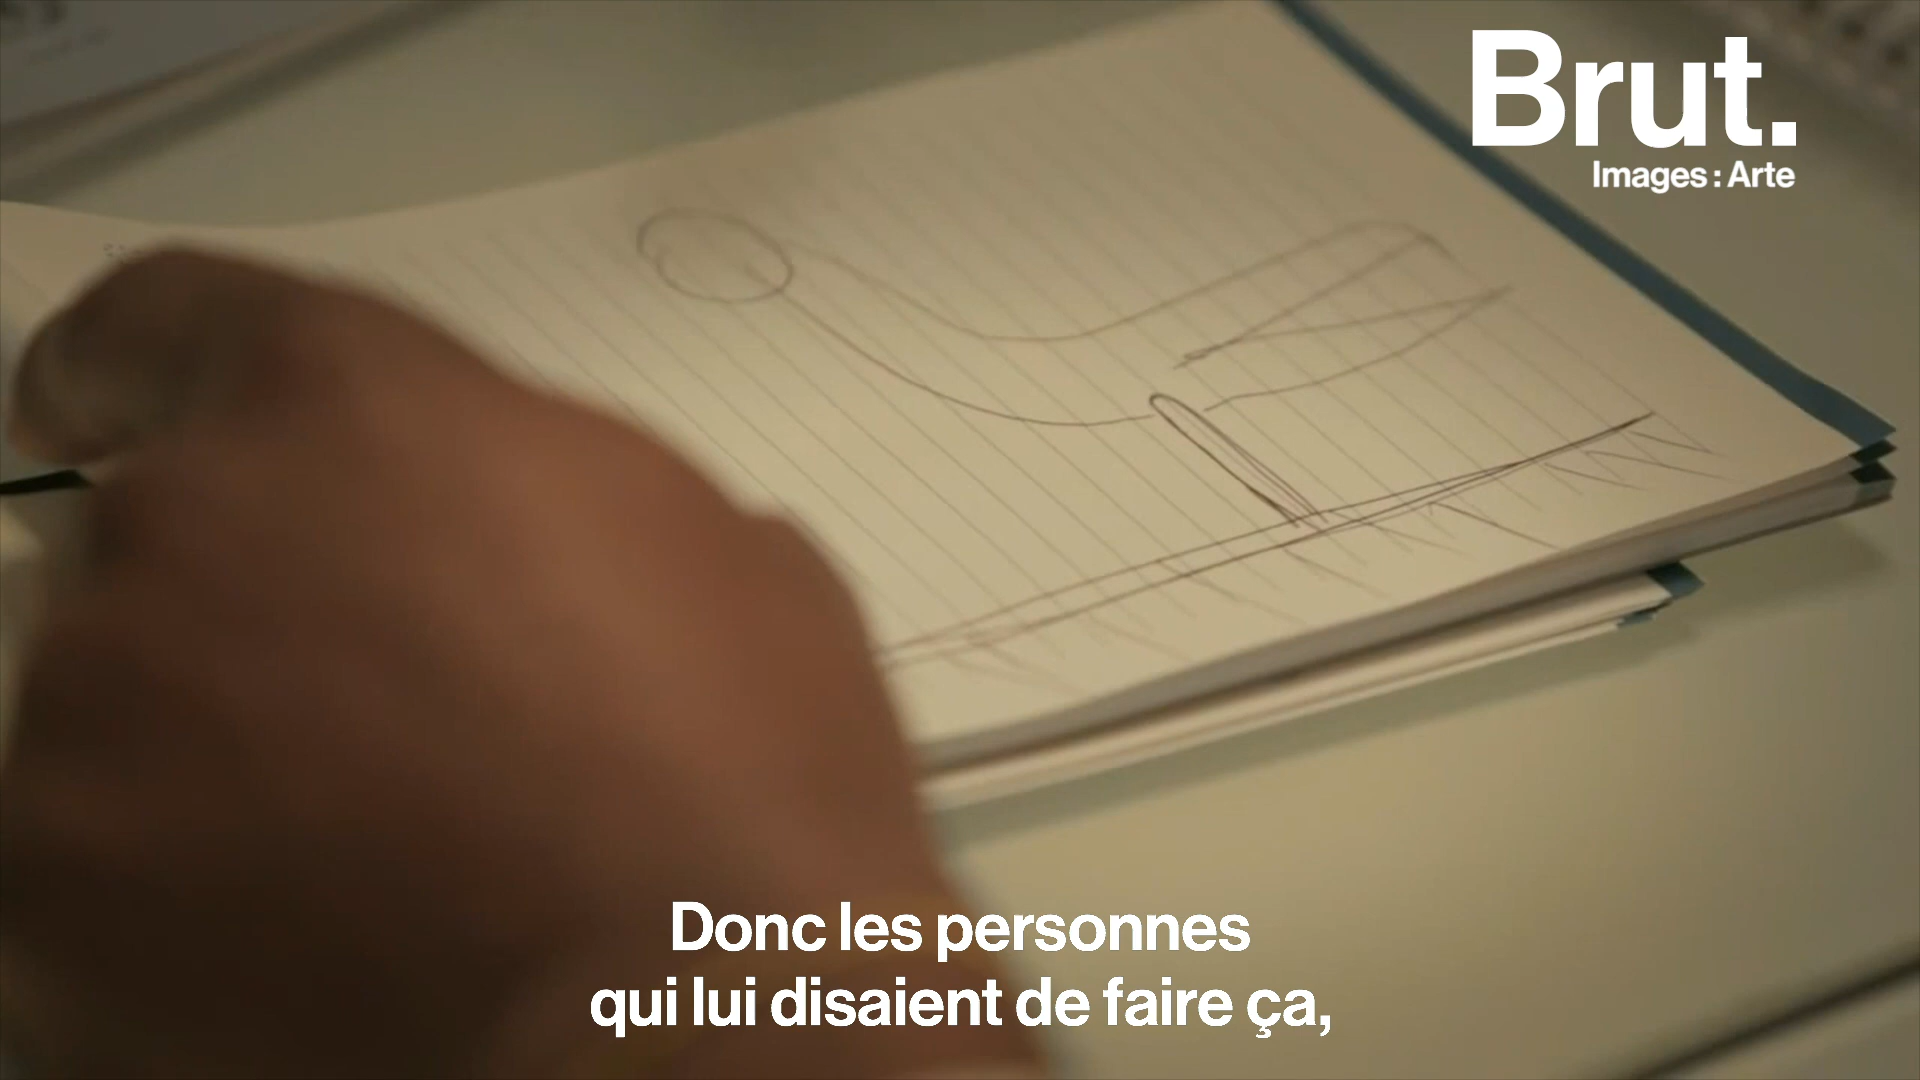 Brut.
Images : Arte
Donc les personnes
qui lui disaient de faire ça,